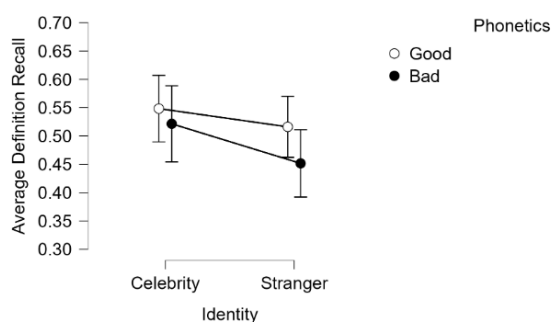 Phonetics
Good
Bad
Average Definition Recall
0.70
0.65
0.60
0.55
0.50
0.45
0.40
0.35
0.30
Celebrity
Stranger
Identity